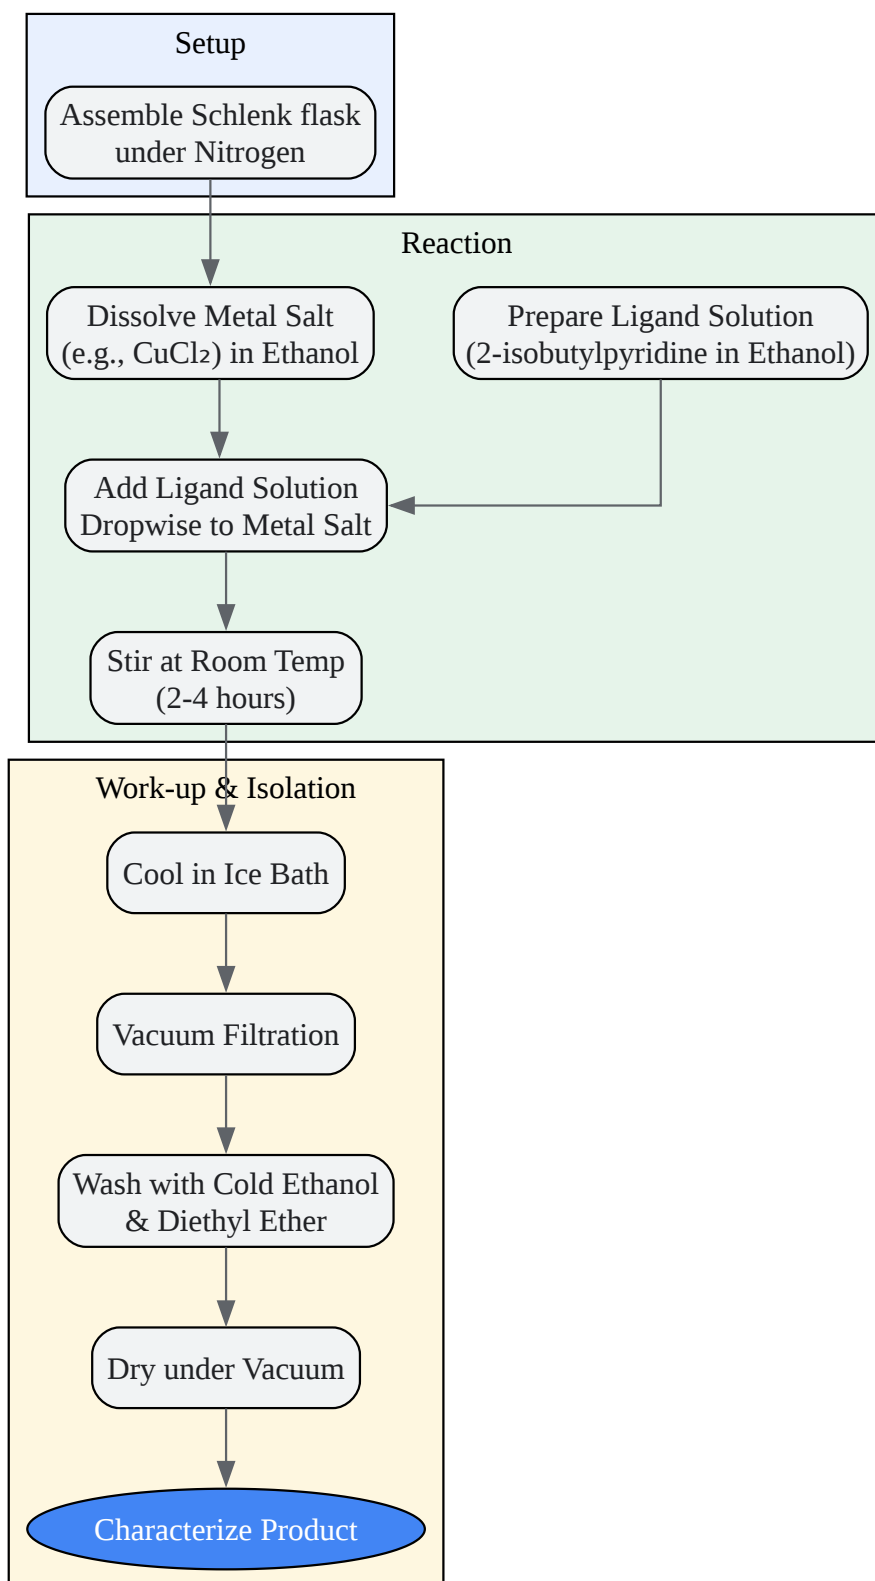 Setup
Assemble Schlenk flask
under Nitrogen
Reaction
Dissolve Metal Salt
(e.g., CuCl₂) in Ethanol
Prepare Ligand Solution
(2-isobutylpyridine in Ethanol)
Add Ligand Solution
Dropwise to Metal Salt
Stir at Room Temp
(2-4 hours)
Work-up & Isolation
Cool in Ice Bath
Vacuum Filtration
Wash with Cold Ethanol
& Diethyl Ether
Dry under Vacuum
Characterize Product